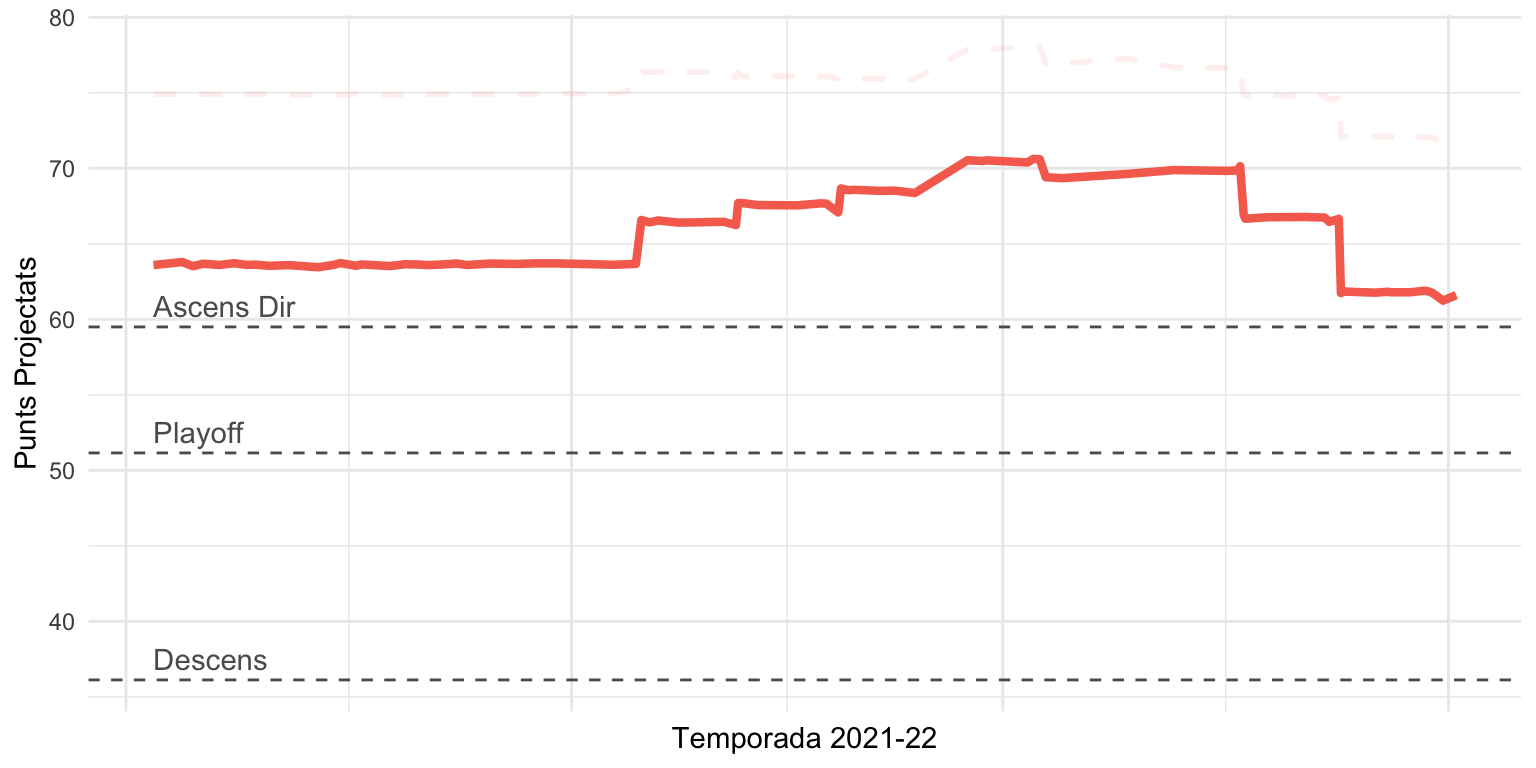 80
70
60
50
40
Punts Projectats
Ascens Dir
Playoff
Descens
Temporada 2021-22